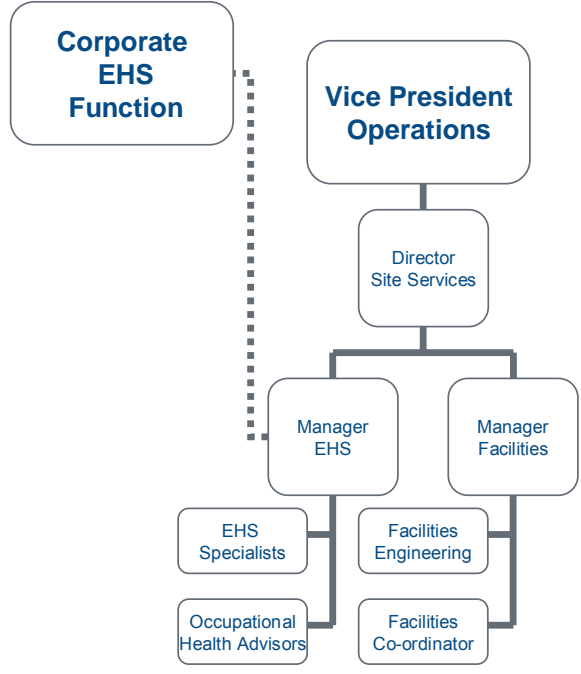 Corporate
EHS
Function
Vice President
Operations
Director
Site Services
Manager
EHS
Manager
Facilities
EHS
Specialists
Facilities
Engineering
Occupational
Health Advisors
Facilities
Co-ordinator